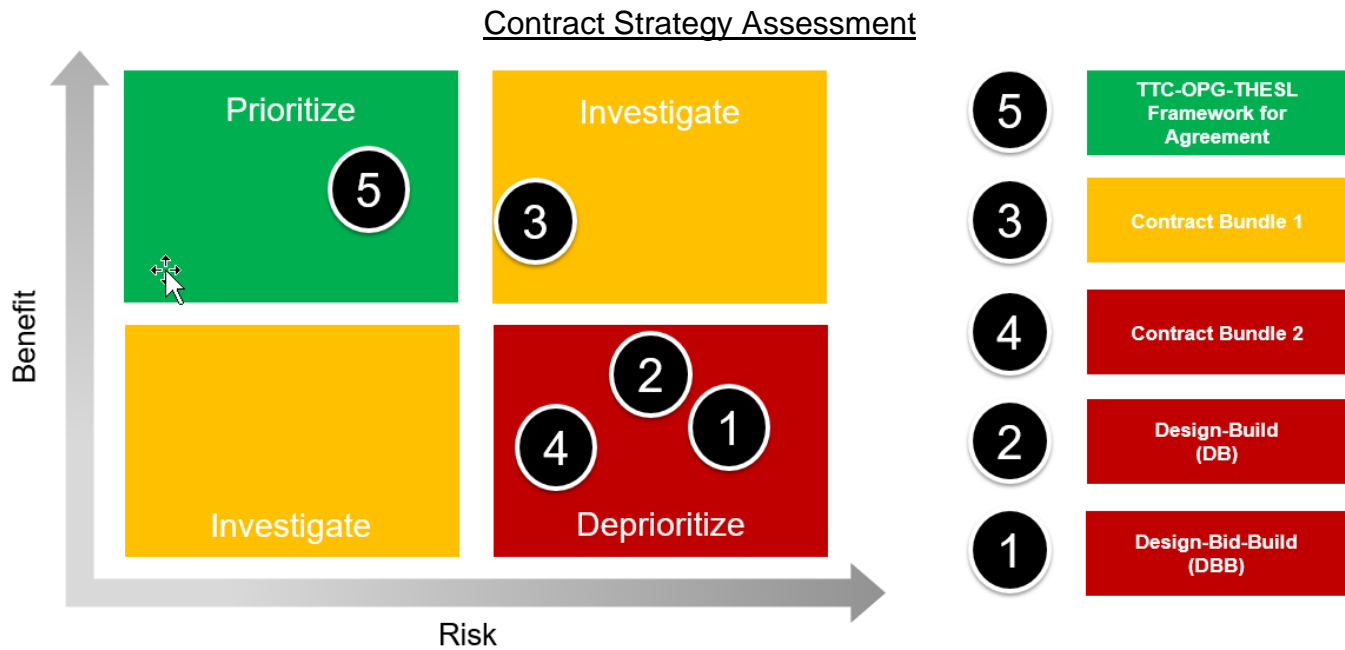 Contract Strategy Assessment
Prioritize
Investigate
5
3
Benefit
2
1
4
Investigate
Deprioritize
Risk
5
TTC-OPG-THESL
Framework for
Agreement
3
Contract Bundle 1
4
Contract Bundle 2
2
Design-Build
(DB)
1
Design-Bid-Build
(DBB)